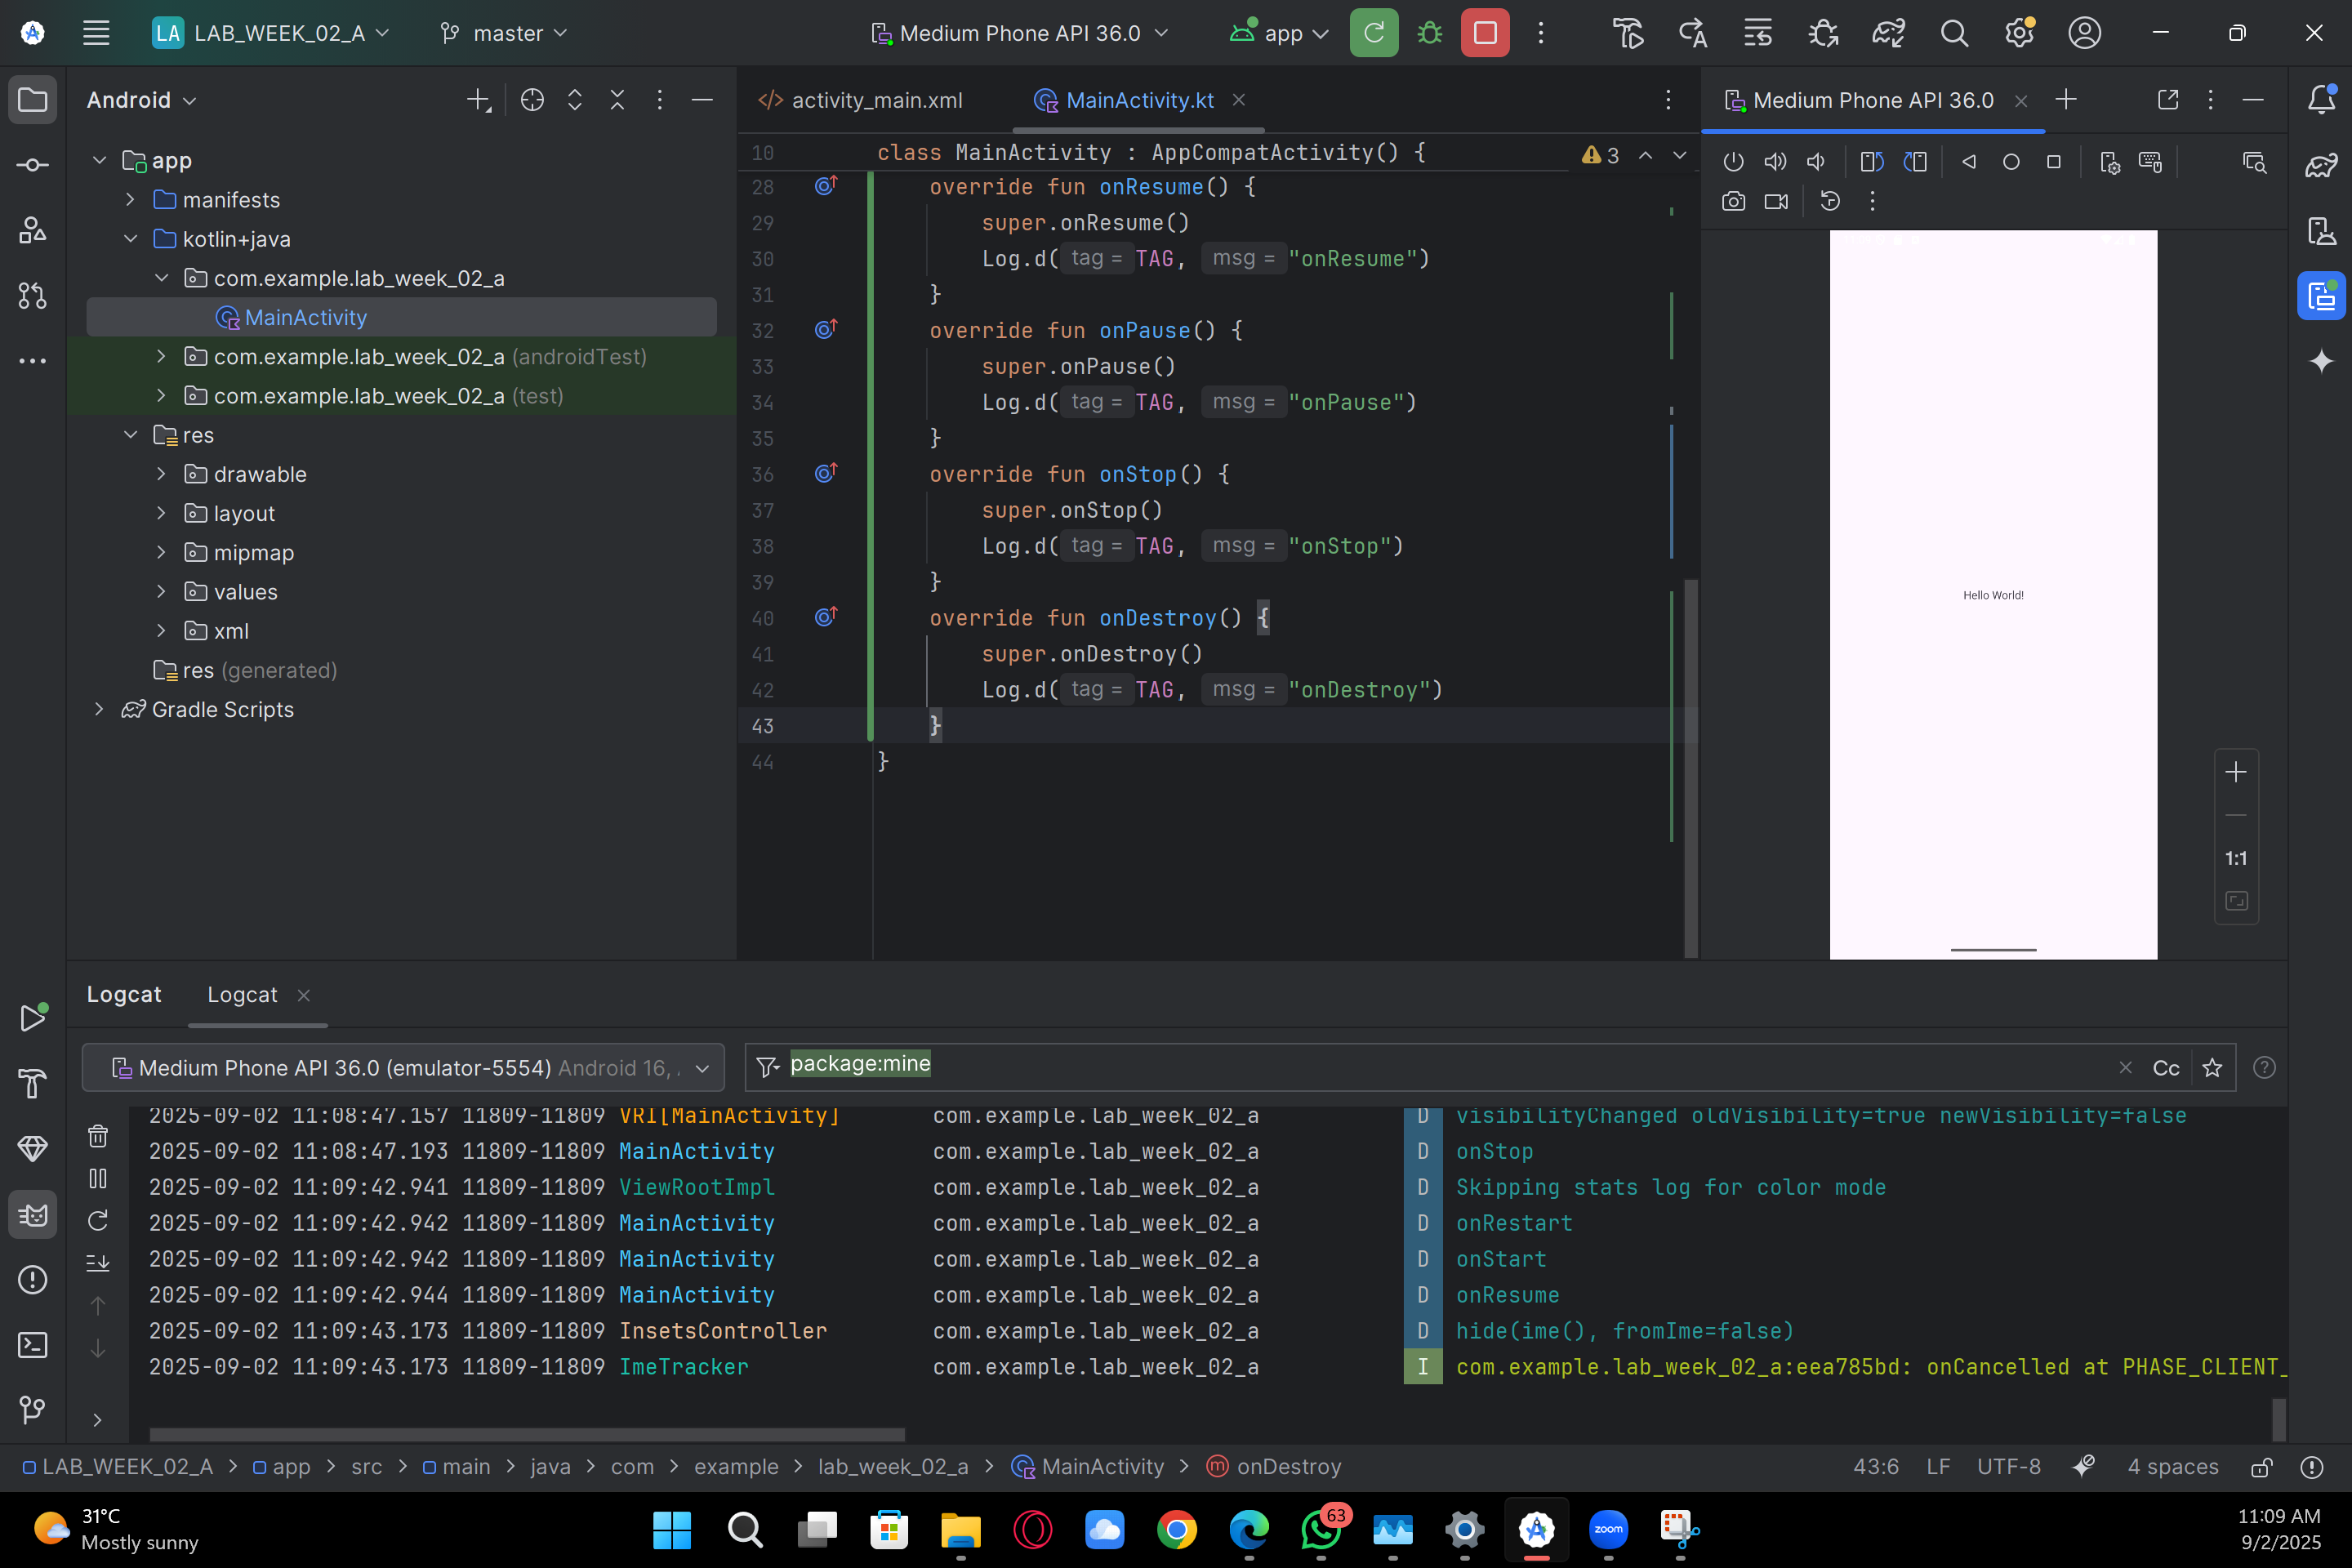 LA LAB_WEEK_02_A master Medium Phone API 36.0 app
Android
app
manifests
kotlin+java
com.example.lab_week_02_a
MainActivity
com.example.lab_week_02_a (androidTest)
com.example.lab_week_02_a (test)
res
drawable
layout
mipmap
values
xml
res (generated)
Gradle Scripts
activity_main.xml MainActivity.kt
10 class MainActivity : AppCompatActivity() { 3
28 override fun onResume() {
29 super.onResume()
30 Log.d( tag = TAG, msg = "onResume")
31 }
32 override fun onPause() {
33 super.onPause()
34 Log.d( tag = TAG, msg = "onPause")
35 }
36 override fun onStop() {
37 super.onStop()
38 Log.d( tag = TAG, msg = "onStop")
39 }
40 override fun onDestroy() {
41 super.onDestroy()
42 Log.d( tag = TAG, msg = "onDestroy")
43 }
44 }
Medium Phone API 36.0
Hello World!
1:1
Logcat Logcat
Medium Phone API 36.0 (emulator-5554) Android 16, . package:mine Cc
2025-09-02 11:08:47.157 11809-11809 VRI[MainActivity] com.example.lab_week_02_a D visibilityChanged oldVisibility=true newVisibility=false
2025-09-02 11:08:47.193 11809-11809 MainActivity com.example.lab_week_02_a D onStop
2025-09-02 11:09:42.941 11809-11809 ViewRootImpl com.example.lab_week_02_a D Skipping stats log for color mode
2025-09-02 11:09:42.942 11809-11809 MainActivity com.example.lab_week_02_a D onRestart
2025-09-02 11:09:42.942 11809-11809 MainActivity com.example.lab_week_02_a D onStart
2025-09-02 11:09:42.944 11809-11809 MainActivity com.example.lab_week_02_a D onResume
2025-09-02 11:09:43.173 11809-11809 InsetsController com.example.lab_week_02_a D hide(ime(), fromIme=false)
2025-09-02 11:09:43.173 11809-11809 ImeTracker com.example.lab_week_02_a I com.example.lab_week_02_a:eea785bd: onCancelled at PHASE_CLIENT_
LAB_WEEK_02_A > app > src > main > java > com > example > lab_week_02_a > MainActivity > onDestroy 43:6 LF UTF-8 4 spaces
31°C
Mostly sunny
63
zoom
11:09 AM
9/2/2025